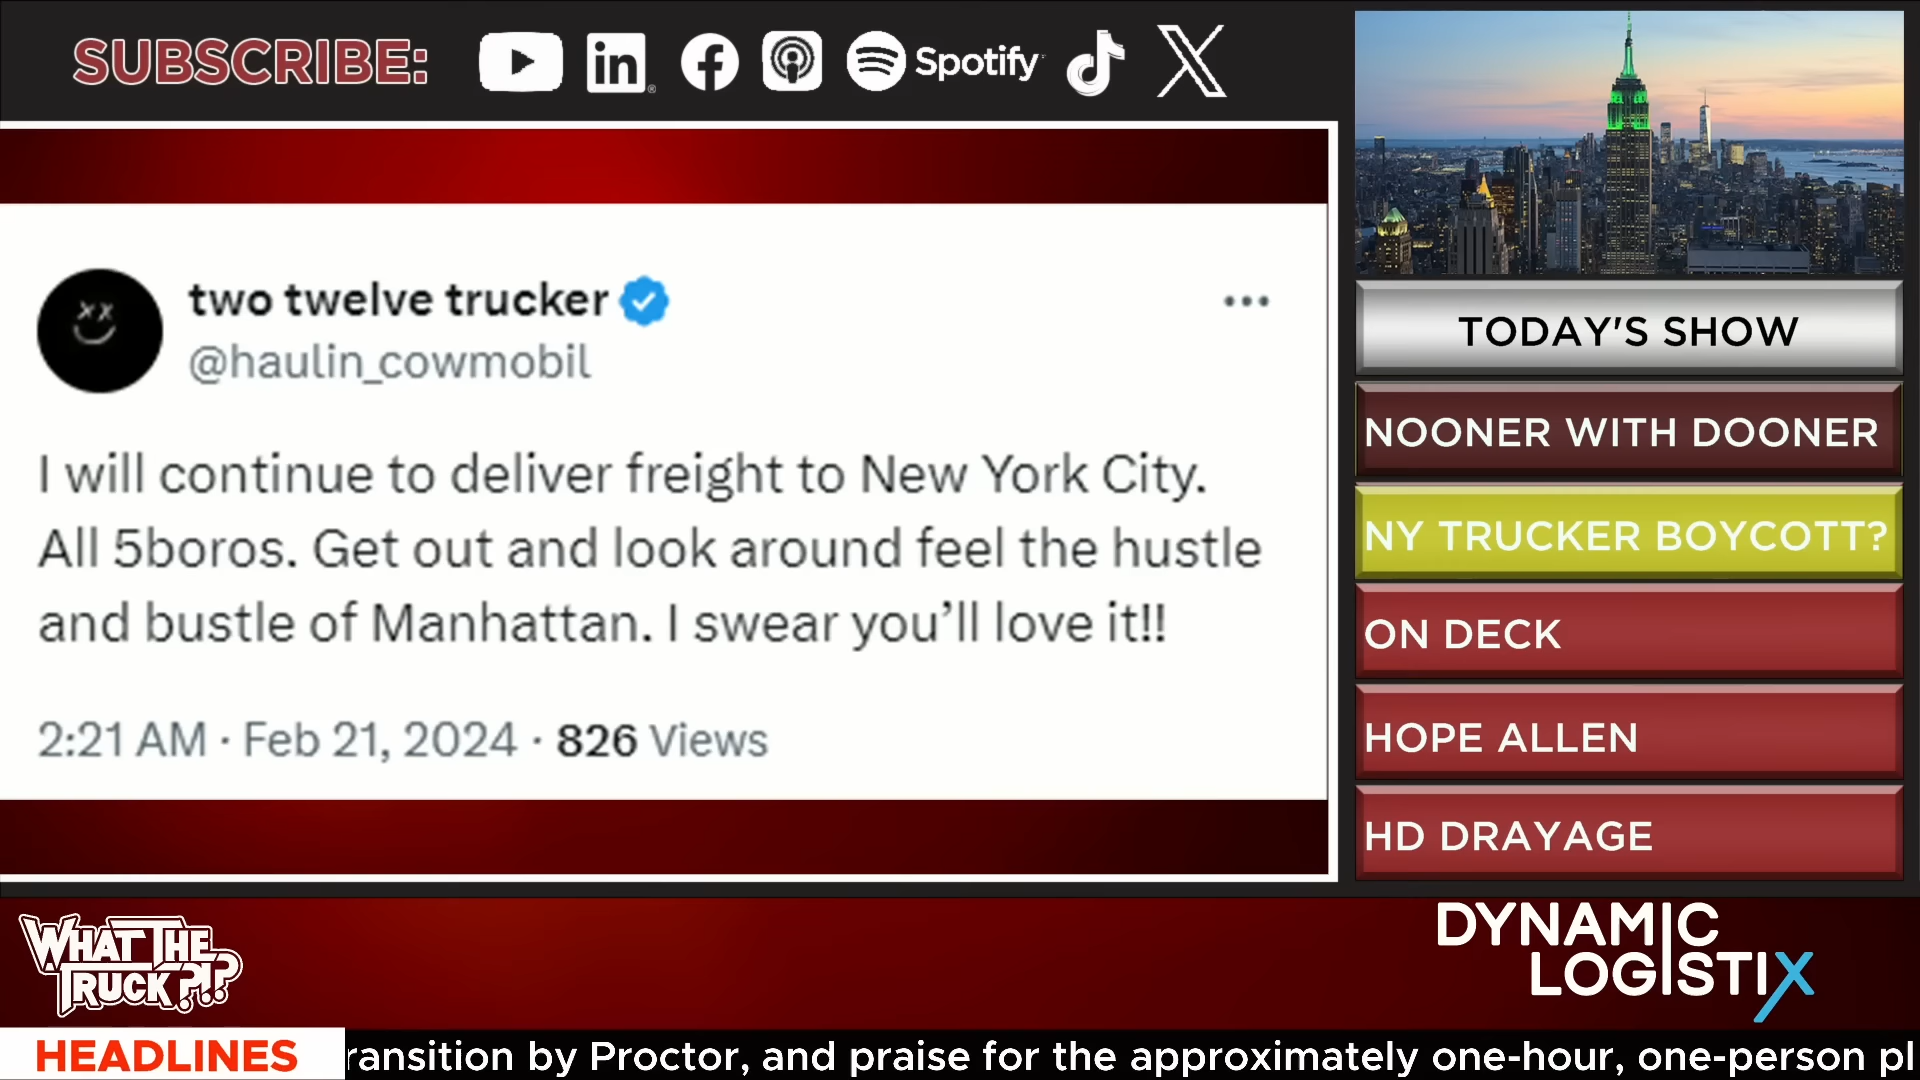 SUBSCRIBE:
in
Spotify
two twelve trucker
@haulin_cowmobil
I will continue to deliver freight to New York City.
All 5boros. Get out and look around feel the hustle
and bustle of Manhattan. I swear you’ll love it!!
2:21 AM · Feb 21, 2024 · 826 Views
TODAY'S SHOW
NOONER WITH DOONER
NY TRUCKER BOYCOTT?
ON DECK
HOPE ALLEN
HD DRAYAGE
WHAT THE
TRUCK?!?
DYNAMIC
LOGISTIX
HEADLINES
ransition by Proctor, and praise for the approximately one-hour, one-person pl